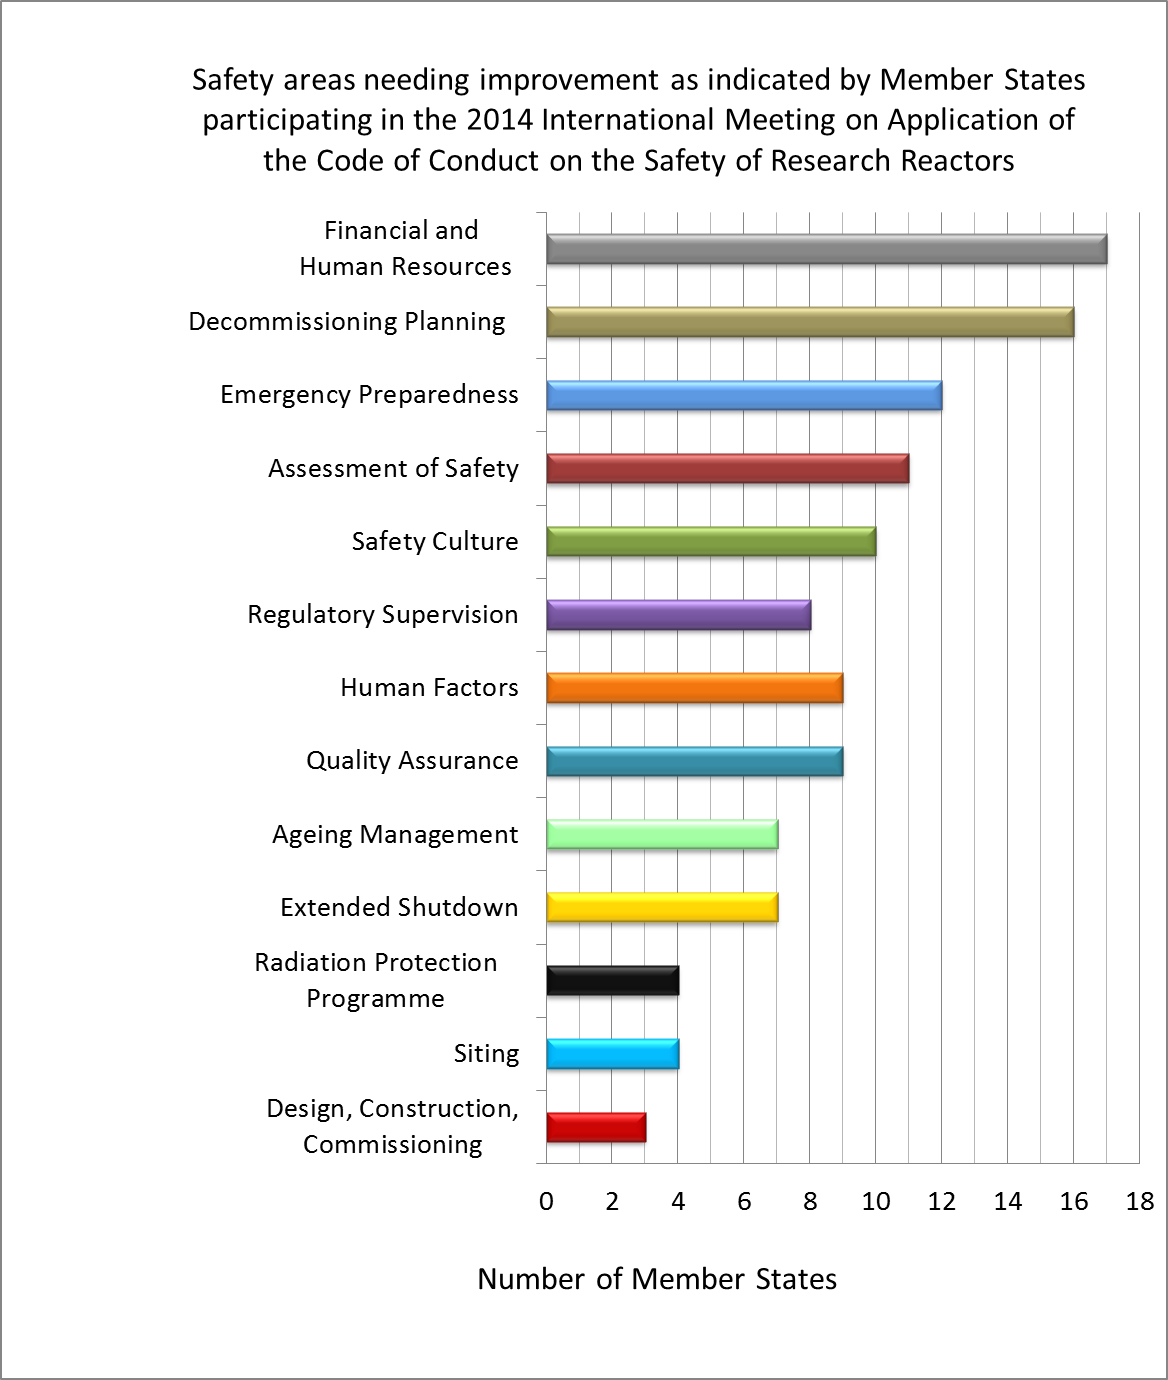 Safety areas needing improvement as indicated by Member States
participating in the 2014 International Meeting on Application of
the Code of Conduct on the Safety of Research Reactors
Financial and
Human Resources
Decommissioning Planning
Emergency Preparedness
Assessment of Safety
Safety Culture
Regulatory Supervision
Human Factors
Quality Assurance
Ageing Management
Extended Shutdown
Radiation Protection
Programme
Siting
Design, Construction,
Commissioning
0 2 4 6 8 10 12 14 16 18
Number of Member States